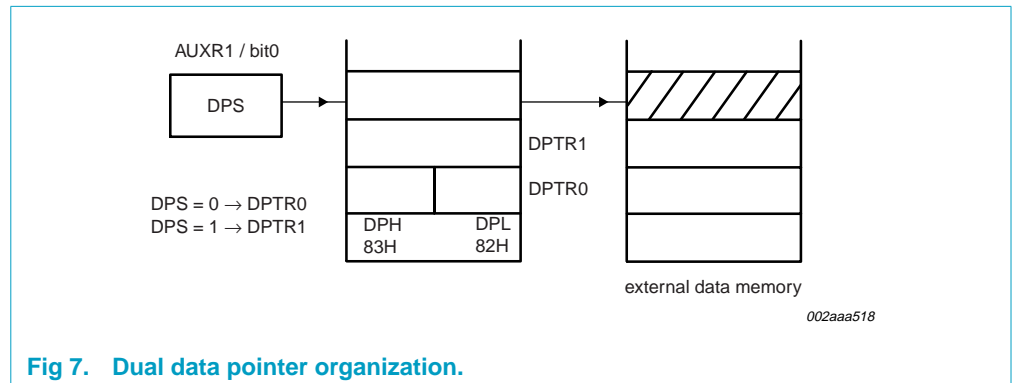 AUXR1 / bit0
DPS
DPTR1
DPTR0
DPS = 0 → DPTR0
DPS = 1 → DPTR1
DPH DPL
83H 82H
external data memory
002aaa518
Fig 7. Dual data pointer organization.